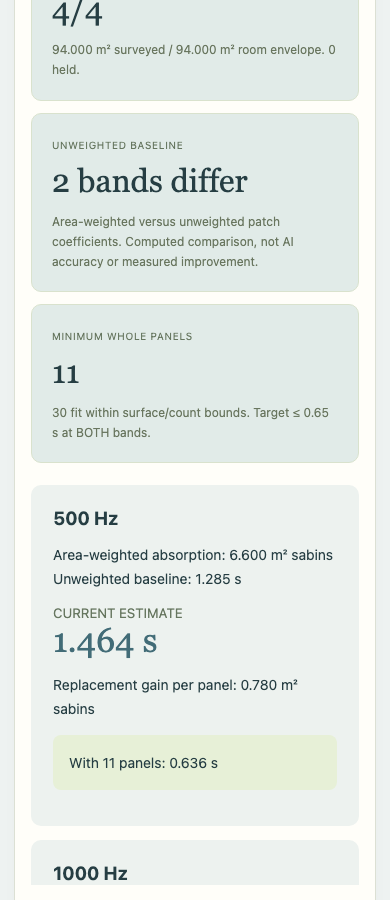 4/4
94.000 m² surveyed / 94.000 m² room envelope. 0
held.
UNWEIGHTED BASELINE
2 bands differ
Area-weighted versus unweighted patch
coefficients. Computed comparison, not AI
accuracy or measured improvement.
MINIMUM WHOLE PANELS
11
30 fit within surface/count bounds. Target ≤ 0.65
s at BOTH bands.
500 Hz
Area-weighted absorption: 6.600 m² sabins
Unweighted baseline: 1.285 s
CURRENT ESTIMATE
1.464 s
Replacement gain per panel: 0.780 m²
sabins
With 11 panels: 0.636 s
1000 Hz